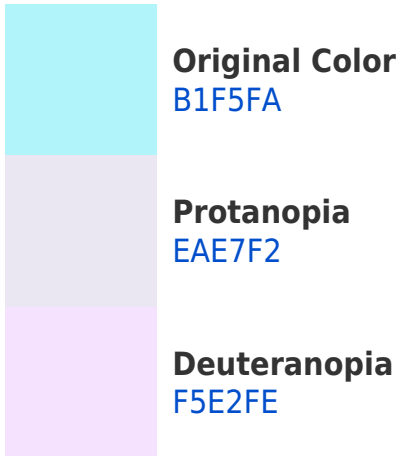 Original Color
B1F5FA
Protanopia
EAE7F2
Deuteranopia
F5E2FE